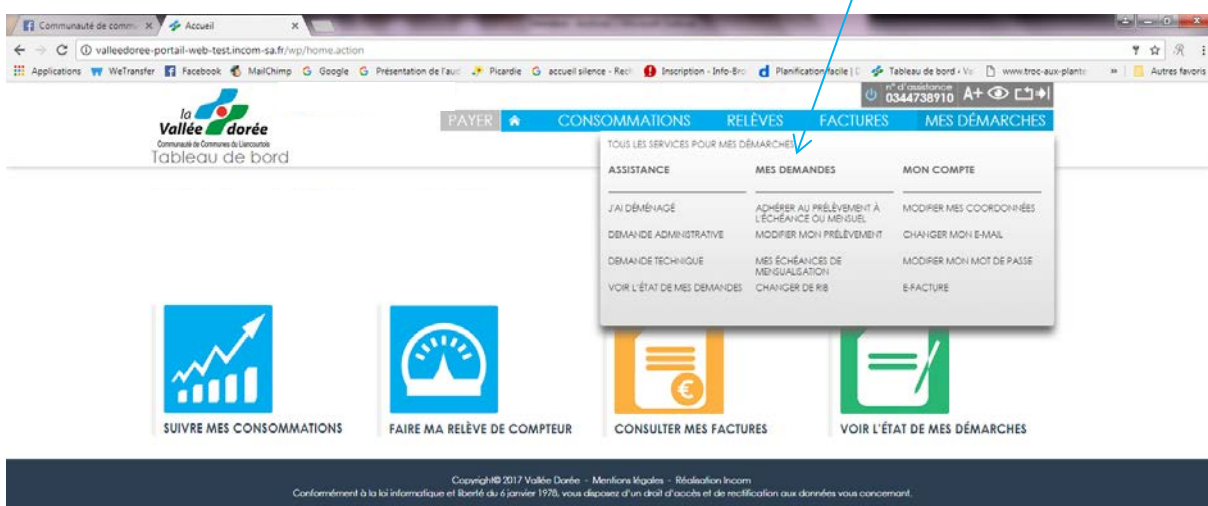 Communauté de comm
Accueil
valleedoree-portail-web-test.incom-sa.fr/wp/home.action
Applications WeTransfer Facebook MailChimp Google Présentation de l'au Picardie accueil silence - Rech Inscription - Info-Bro Planification facile | Tableau de bord ‹ Va www.troc-aux-plante » Autres favoris
n° d'assistance
0344738910 A+
la
Vallée dorée
Communauté de Communes du Liancourtois
Tableau de bord
PAYER CONSOMMATIONS RELÈVES FACTURES MES DÉMARCHES
TOUS LES SERVICES POUR MES DÉMARCHES
ASSISTANCE MES DEMANDES MON COMPTE
J'AI DÉMÉNAGÉ ADHÉRER AU PRÉLÈVEMENT À MODIFIER MES COORDONNÉES
L'ÉCHÉANCE OU MENSUEL
DEMANDE ADMINISTRATIVE MODIFIER MON PRÉLÈVEMENT CHANGER MON E-MAIL
DEMANDE TECHNIQUE MES ÉCHÉANCES DE MODIFIER MON MOT DE PASSE
MENSUALISATION
VOIR L'ÉTAT DE MES DEMANDES CHANGER DE RIB E-FACTURE
SUIVRE MES CONSOMMATIONS FAIRE MA RELÈVE DE COMPTEUR CONSULTER MES FACTURES VOIR L'ÉTAT DE MES DÉMARCHES
Copyright© 2017 Vallée Dorée - Mentions légales - Réalisation Incom
Conformément à la loi informatique et liberté du 6 janvier 1978, vous disposez d'un droit d'accès et de rectification aux données vous concernant.